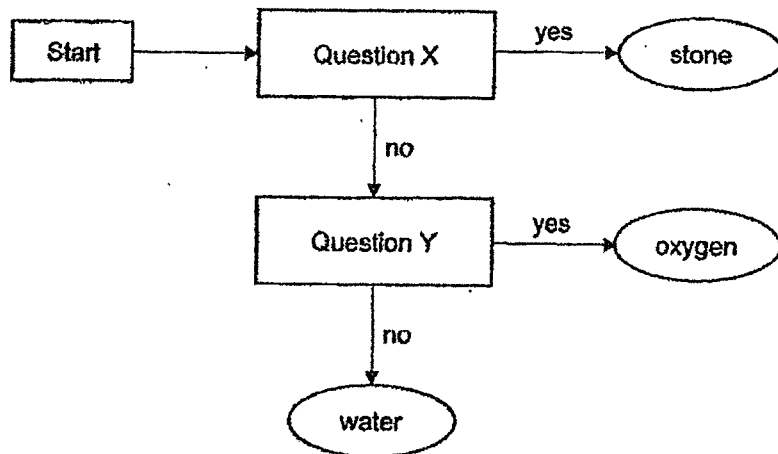 Start
Question X
yes
stone
no
Question Y
yes
oxygen
no
water